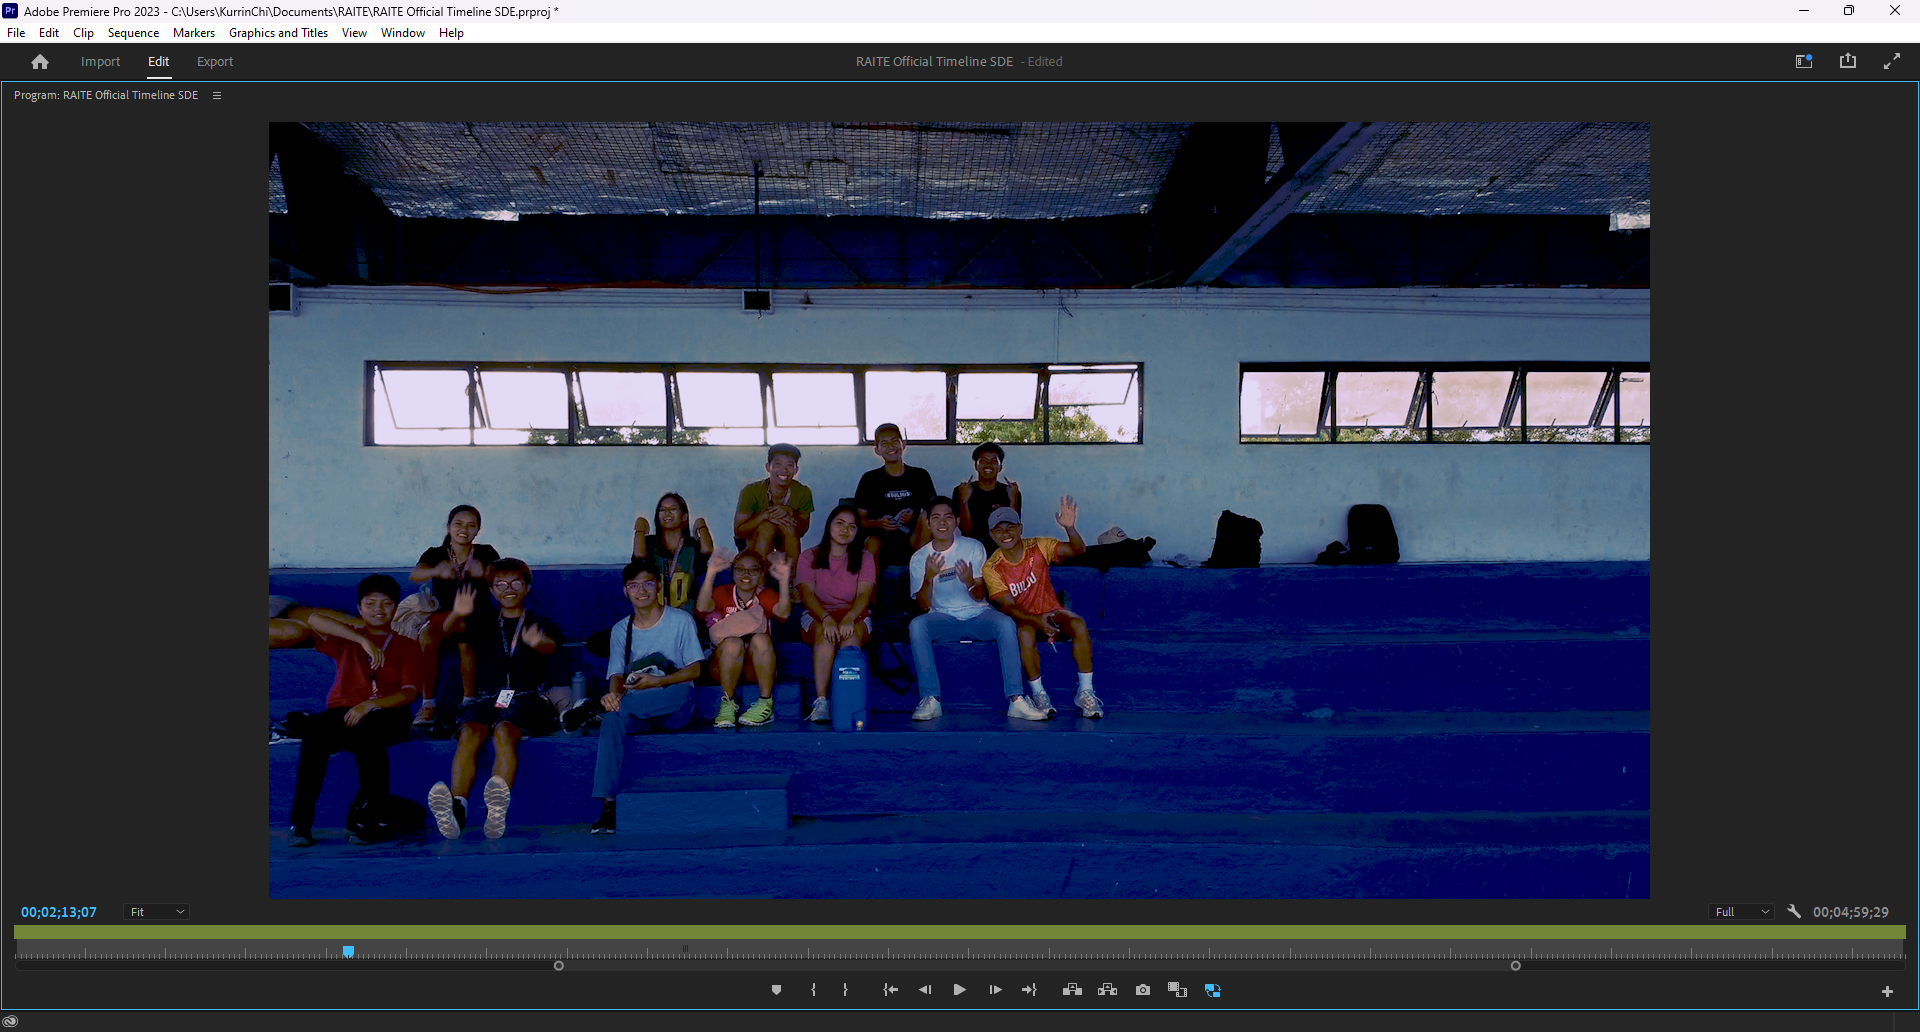 Pr Adobe Premiere Pro 2023 - C:\Users\KurrinChi\Documents\RAITE\RAITE Official Timeline SDE.prproj *
File Edit Clip Sequence Markers Graphics and Titles View Window Help
Import Edit Export RAITE Official Timeline SDE - Edited
Program: RAITE Official Timeline SDE
00;02;13;07 Fit Full 00;04;59;29